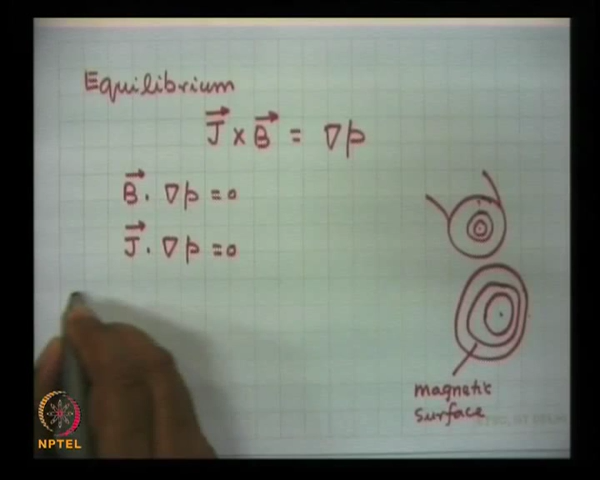 Equilibrium
J⃗ × B⃗ = ∇p
B⃗ . ∇p = 0
J⃗ . ∇p = 0
magnetic
surface
NPTEL